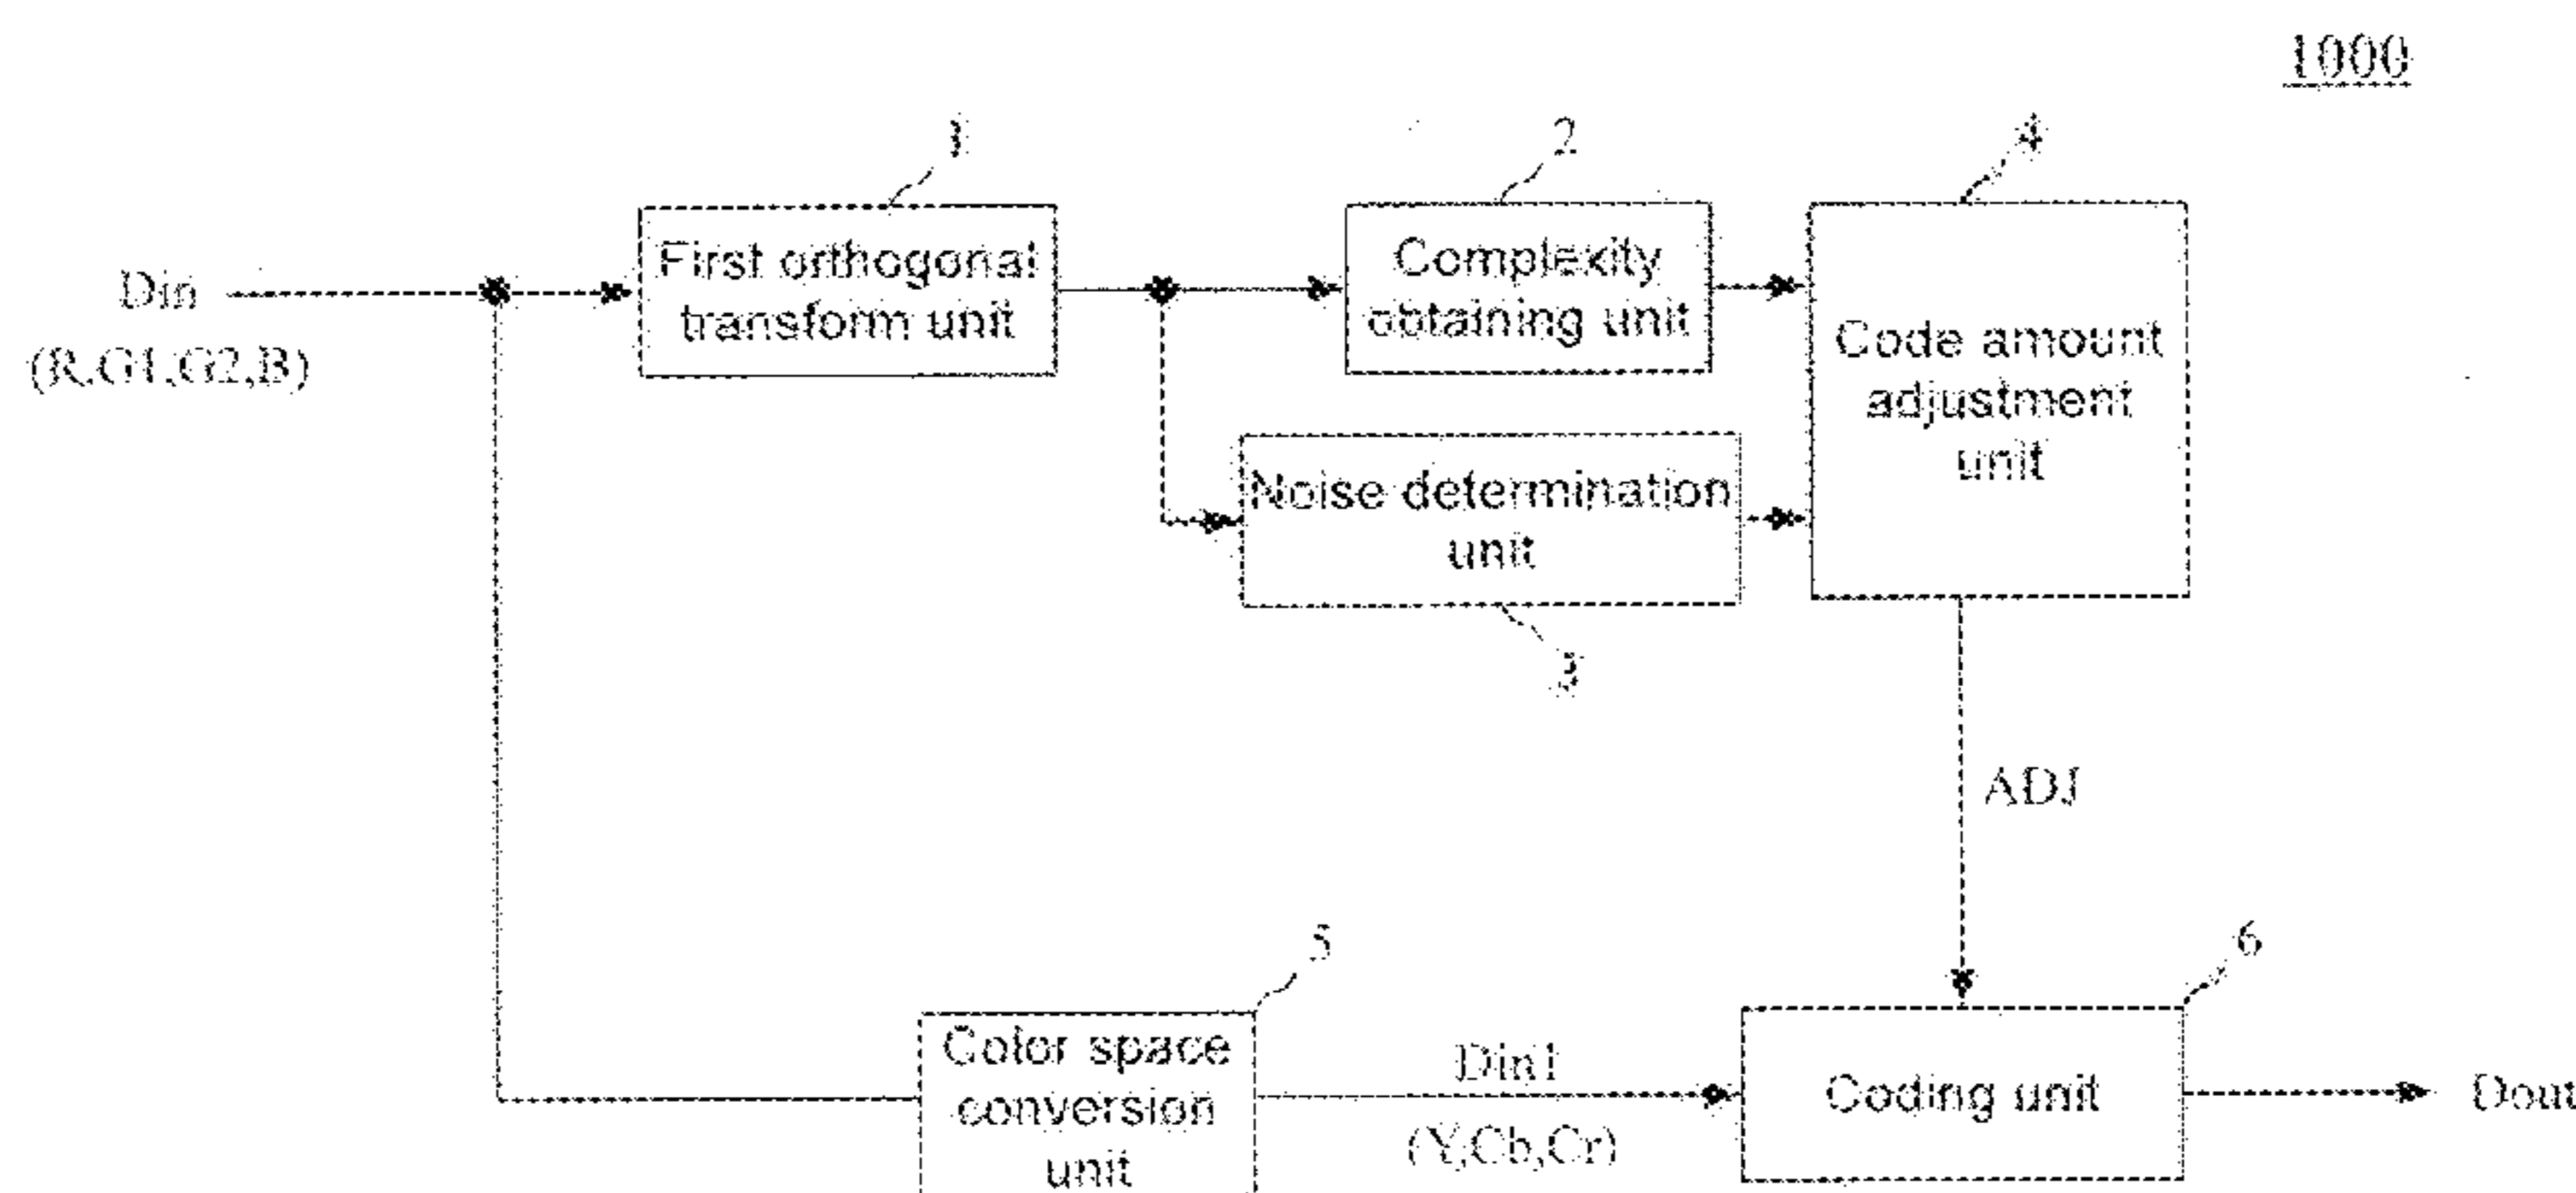 1000
1
2
4
Din
(R,G1,G2,B)
First orthogonal
transform unit
Complexity
obtaining unit
Code amount
adjustment
unit
Noise determination
unit
3
ADJ
5
6
Color space
conversion
unit
Din1
(Y,Cb,Cr)
Coding unit
Dout